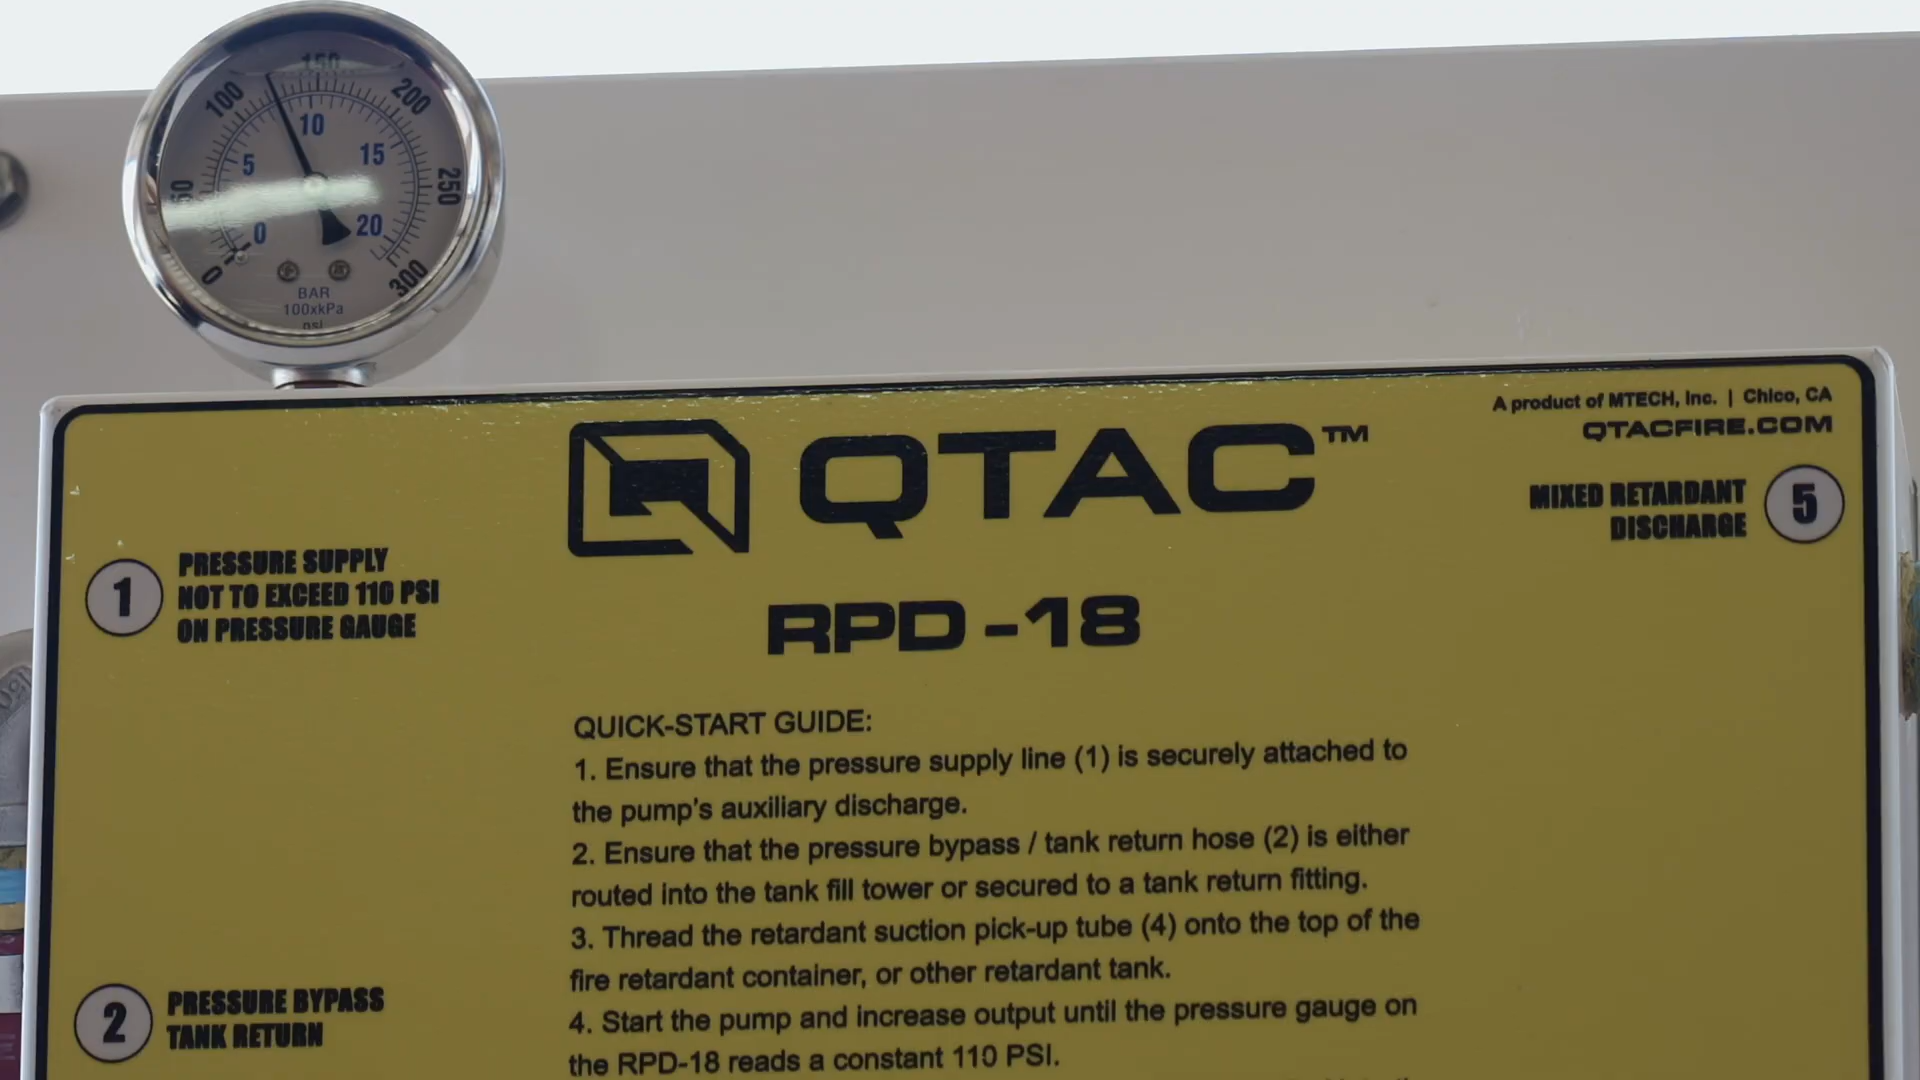 150
100
200
10
5
15
50
250
0
20
0
300
BAR
100xkPa
psi
A product of MTECH, Inc. | Chico, CA
QTACFIRE.COM
QTAC™
MIXED RETARDANT
DISCHARGE
5
1
PRESSURE SUPPLY
NOT TO EXCEED 110 PSI
ON PRESSURE GAUGE
RPD-18
QUICK-START GUIDE:
1. Ensure that the pressure supply line (1) is securely attached to
the pump's auxiliary discharge.
2. Ensure that the pressure bypass / tank return hose (2) is either
routed into the tank fill tower or secured to a tank return fitting.
3. Thread the retardant suction pick-up tube (4) onto the top of the
fire retardant container, or other retardant tank.
4. Start the pump and increase output until the pressure gauge on
the RPD-18 reads a constant 110 PSI.
2
PRESSURE BYPASS
TANK RETURN